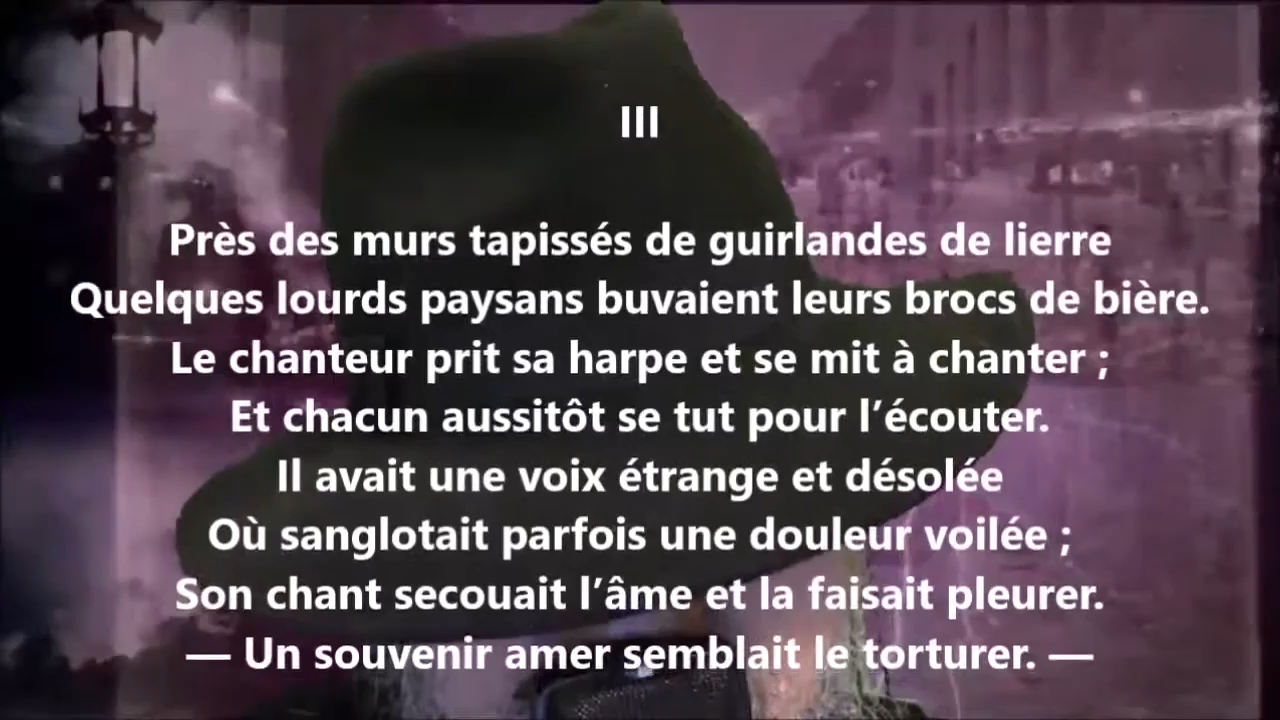 III
Près des murs tapissés de guirlandes de lierre
Quelques lourds paysans buvaient leurs brocs de bière.
Le chanteur prit sa harpe et se mit à chanter ;
Et chacun aussitôt se tut pour l’écouter.
Il avait une voix étrange et désolée
Où sanglotait parfois une douleur voilée ;
Son chant secouait l’âme et la faisait pleurer.
— Un souvenir amer semblait le torturer. —